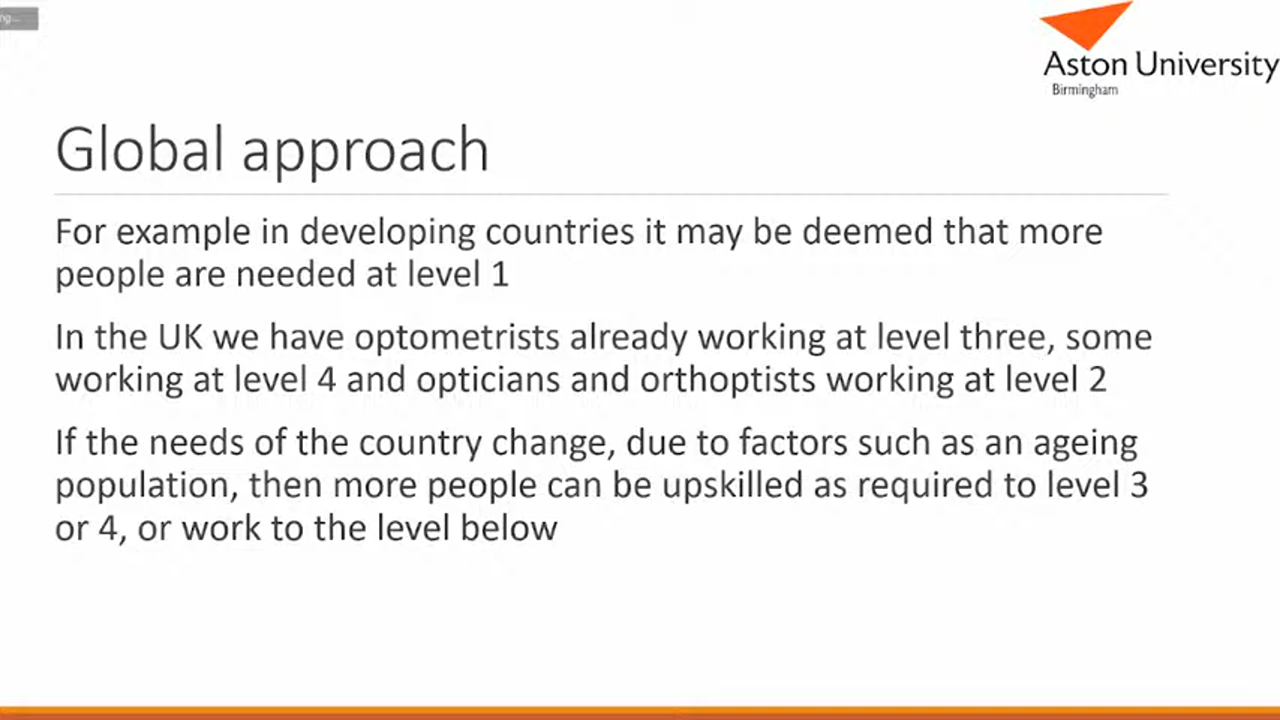 Aston University
Birmingham
Global approach
For example in developing countries it may be deemed that more
people are needed at level 1
In the UK we have optometrists already working at level three, some
working at level 4 and opticians and orthoptists working at level 2
If the needs of the country change, due to factors such as an ageing
population, then more people can be upskilled as required to level 3
or 4, or work to the level below